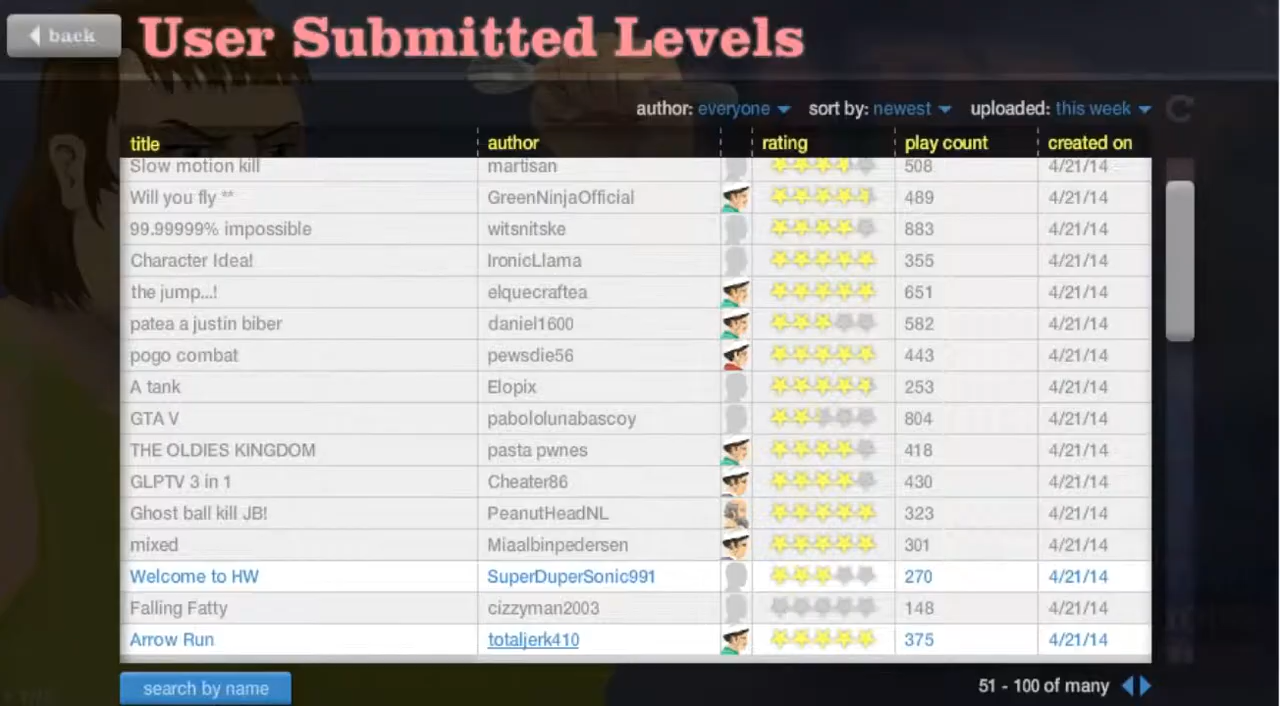 back User Submitted Levels
author: everyone sort by: newest uploaded: this week
title author rating play count created on
Slow motion kill martisan 508 4/21/14
Will you fly ** GreenNinjaOfficial 489 4/21/14
99.99999% impossible witsnitske 883 4/21/14
Character Idea! IronicLlama 355 4/21/14
the jump...! elquecraftea 651 4/21/14
patea a justin biber daniel1600 582 4/21/14
pogo combat pewsdie56 443 4/21/14
A tank Elopix 253 4/21/14
GTA V pabololunabascoy 804 4/21/14
THE OLDIES KINGDOM pasta pwnes 418 4/21/14
GLPTV 3 in 1 Cheater86 430 4/21/14
Ghost ball kill JB! PeanutHeadNL 323 4/21/14
mixed Miaalbinpedersen 301 4/21/14
Welcome to HW SuperDuperSonic991 270 4/21/14
Falling Fatty cizzyman2003 148 4/21/14
Arrow Run totaljerk410 375 4/21/14
search by name 51 - 100 of many